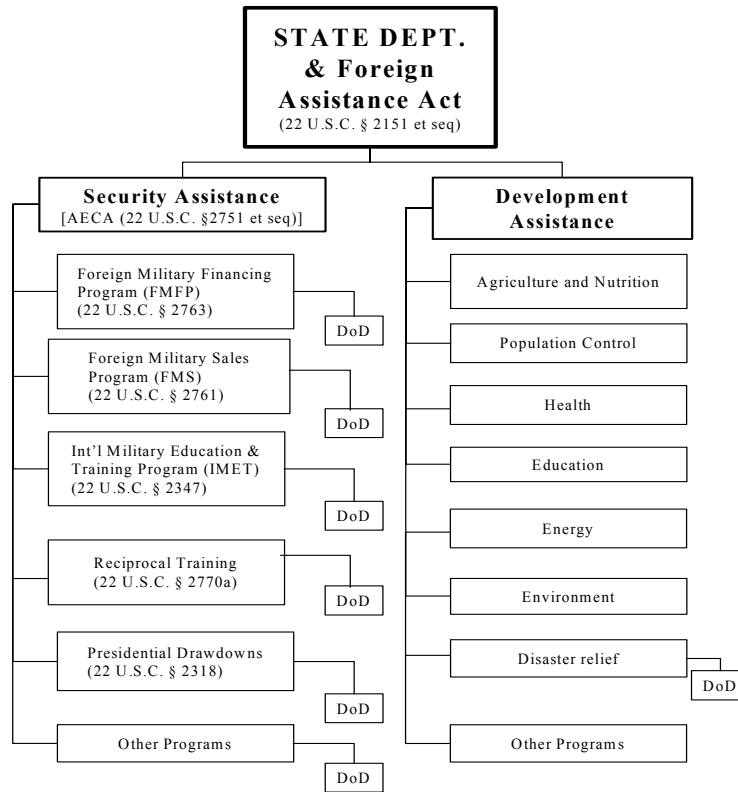 STATE DEPT.
& Foreign
Assistance Act
(22 U.S.C. § 2151 et seq)
Security Assistance
[AECA (22 U.S.C. §2751 et seq)]
Foreign Military Financing
Program (FMFP)
(22 U.S.C. § 2763)
DoD
Foreign Military Sales
Program (FMS)
(22 U.S.C. § 2761)
DoD
Int'l Military Education &
Training Program (IMET)
(22 U.S.C. § 2347)
DoD
Reciprocal Training
(22 U.S.C. § 2770a)
DoD
Presidential Drawdowns
(22 U.S.C. § 2318)
DoD
Other Programs
DoD
Development
Assistance
Agriculture and Nutrition
Population Control
Health
Education
Energy
Environment
Disaster relief
DoD
Other Programs